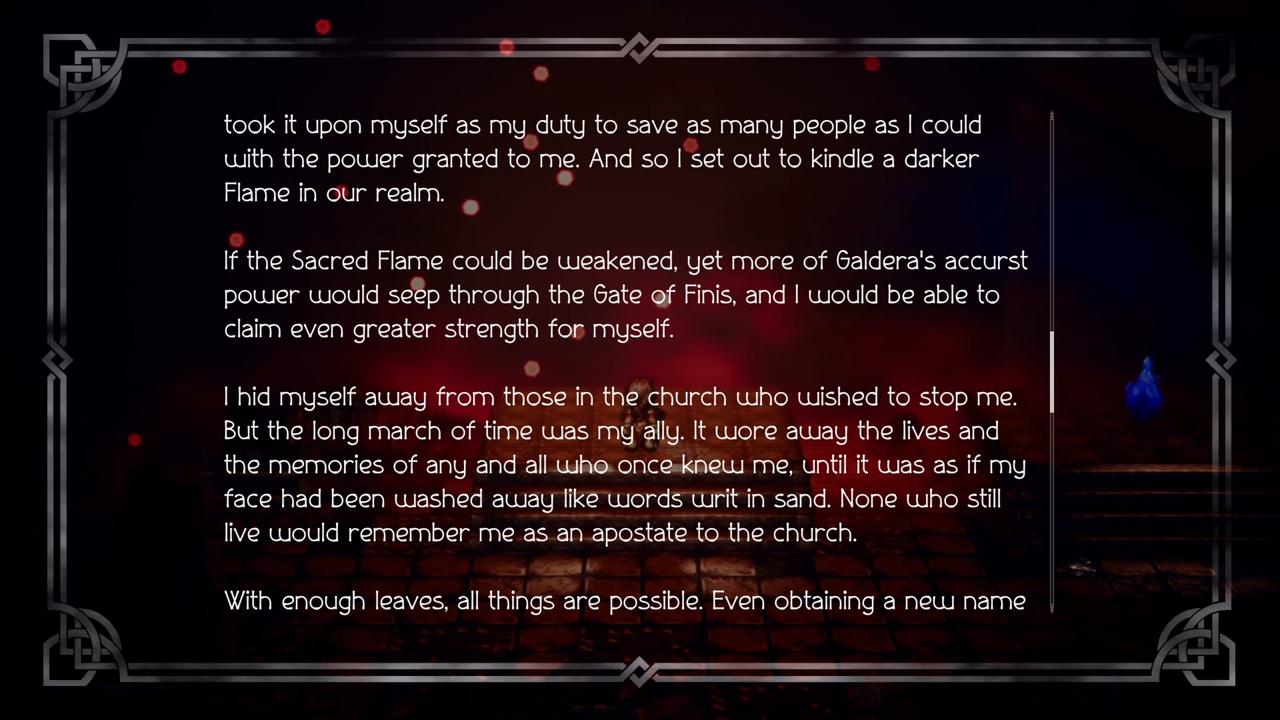 took it upon myself as my duty to save as many people as I could
with the power granted to me. And so I set out to kindle a darker
Flame in our realm.
If the Sacred Flame could be weakened, yet more of Galdera's accurst
power would seep through the Gate of Finis, and I would be able to
claim even greater strength for myself.
I hid myself away from those in the church who wished to stop me.
But the long march of time was my ally. It wore away the lives and
the memories of any and all who once knew me, until it was as if my
face had been washed away like words writ in sand. None who still
live would remember me as an apostate to the church.
With enough leaves, all things are possible. Even obtaining a new name